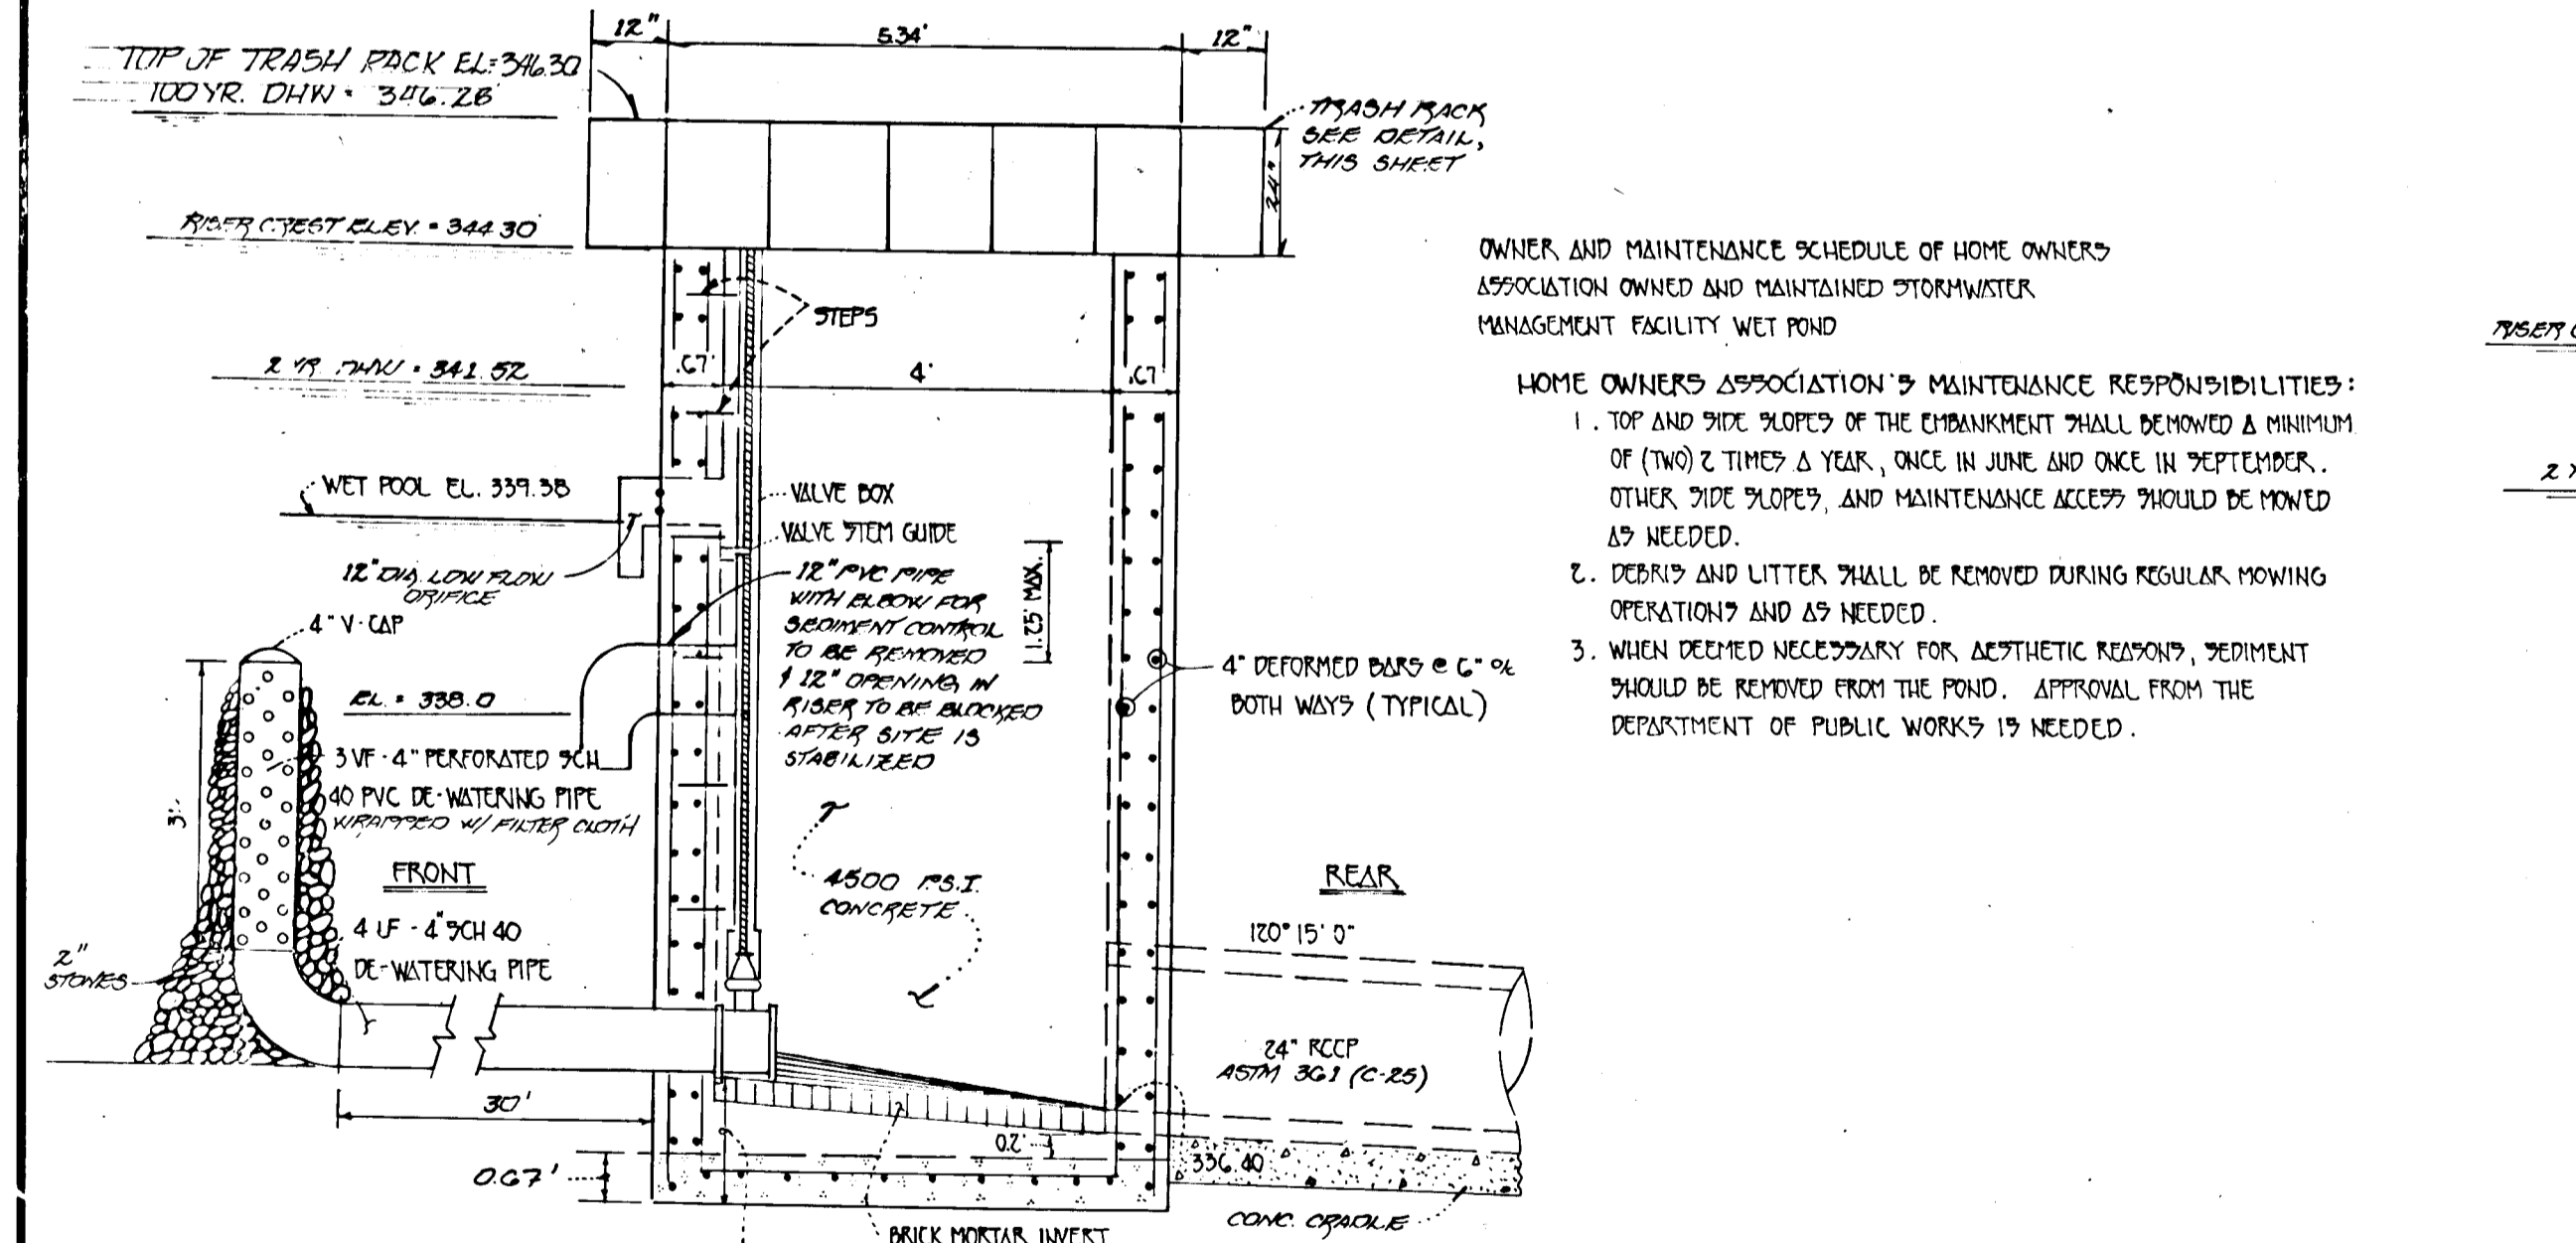 12" 5.34' 12"
TOP OF TRASH RACK EL=346.30
100 YR. DHW = 346.28
TRASH RACK
SEE DETAIL,
THIS SHEET
24"
RISER CREST ELEV. = 344.30
STEPS
2 YR. DHW = 341.52
.67' 4' .67'
WET POOL EL. 339.38
VALVE BOX
VALVE STEM GUIDE
12" DIA. LOW FLOW
ORIFICE
4" V-CAP
12" PVC PIPE
WITH ELBOW FOR
SEDIMENT CONTROL
TO BE REMOVED
& 12" OPENING IN
RISER TO BE BLOCKED
AFTER SITE IS
STABILIZED
1.25' MAX.
EL = 338.0
4" DEFORMED BARS @ 6" o/c
BOTH WAYS (TYPICAL)
3 VF - 4" PERFORATED SCH
40 PVC DE-WATERING PIPE
WRAPPED W/ FILTER CLOTH
3'
FRONT
4 LF - 4" SCH 40
DE-WATERING PIPE
2"
STONES
4500 P.S.I.
CONCRETE
REAR
120° 15' 0"
24" RCCP
ASTM 361 (C-25)
30'
0.2'
0.67'
336.40
BRICK MORTAR INVERT
CONC. CRADLE
OWNER AND MAINTENANCE SCHEDULE OF HOME OWNERS
ASSOCIATION OWNED AND MAINTAINED STORMWATER
MANAGEMENT FACILITY WET POND
HOME OWNERS ASSOCIATION'S MAINTENANCE RESPONSIBILITIES:
1. TOP AND SIDE SLOPES OF THE EMBANKMENT SHALL BE MOWED A MINIMUM
OF (TWO) 2 TIMES A YEAR, ONCE IN JUNE AND ONCE IN SEPTEMBER.
OTHER SIDE SLOPES, AND MAINTENANCE ACCESS SHOULD BE MOWED
AS NEEDED.
2. DEBRIS AND LITTER SHALL BE REMOVED DURING REGULAR MOWING
OPERATIONS AND AS NEEDED.
3. WHEN DEEMED NECESSARY FOR AESTHETIC REASONS, SEDIMENT
SHOULD BE REMOVED FROM THE POND. APPROVAL FROM THE
DEPARTMENT OF PUBLIC WORKS IS NEEDED.
RISER
2